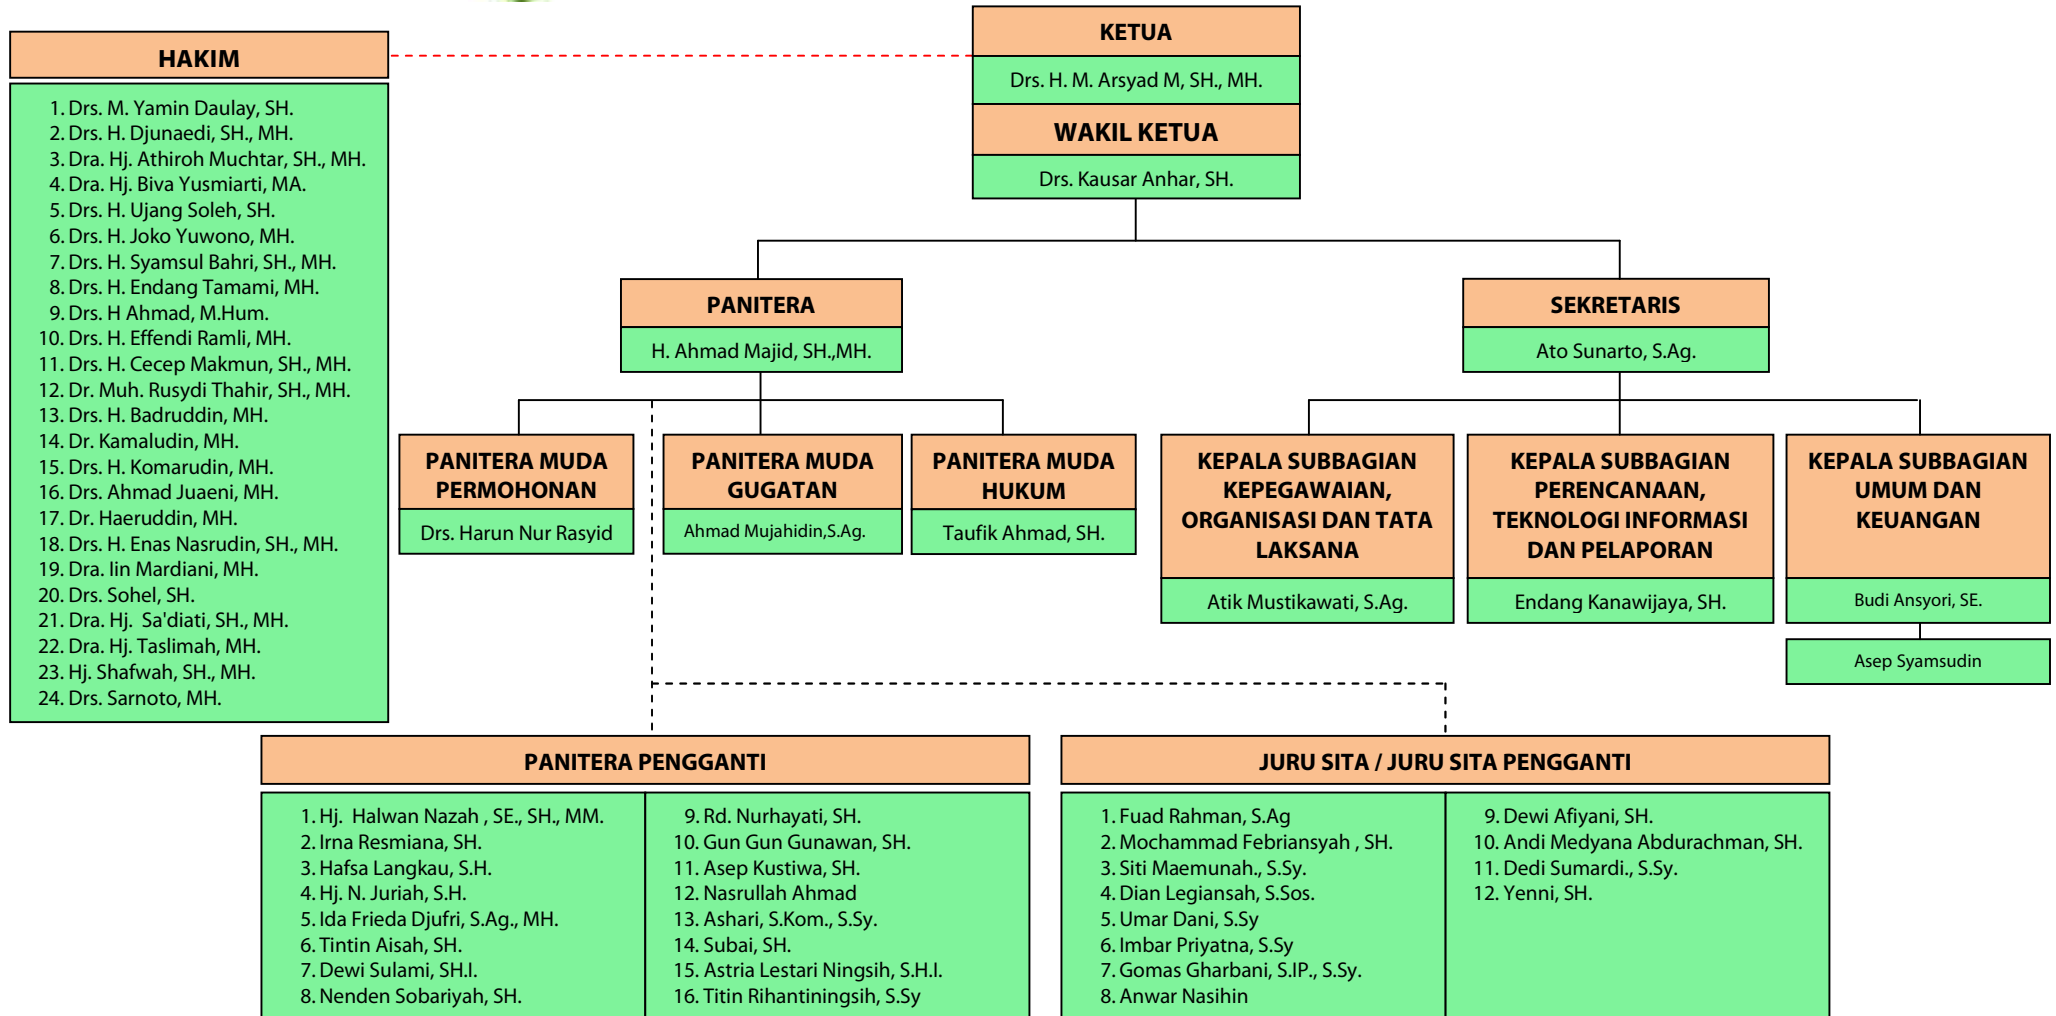 KETUA
Drs. H. M. Arsyad M, SH., MH.
WAKIL KETUA
Drs. Kausar Anhar, SH.
HAKIM
1. Drs. M. Yamin Daulay, SH.
2. Drs. H. Djunaedi, SH., MH.
3. Dra. Hj. Athiroh Muchtar, SH., MH.
4. Dra. Hj. Biva Yusmiarti, MA.
5. Drs. H. Ujang Soleh, SH.
6. Drs. H. Joko Yuwono, MH.
7. Drs. H. Syamsul Bahri, SH., MH.
8. Drs. H. Endang Tamami, MH.
9. Drs. H Ahmad, M.Hum.
10. Drs. H. Effendi Ramli, MH.
11. Drs. H. Cecep Makmun, SH., MH.
12. Dr. Muh. Rusydi Thahir, SH., MH.
13. Drs. H. Badruddin, MH.
14. Dr. Kamaludin, MH.
15. Drs. H. Komarudin, MH.
16. Drs. Ahmad Juaeni, MH.
17. Dr. Haeruddin, MH.
18. Drs. H. Enas Nasrudin, SH., MH.
19. Dra. Iin Mardiani, MH.
20. Drs. Sohel, SH.
21. Dra. Hj.  Sa'diati, SH., MH.
22. Dra. Hj. Taslimah, MH.
23. Hj. Shafwah, SH., MH.
24. Drs. Sarnoto, MH.
PANITERA
H. Ahmad Majid, SH.,MH.
SEKRETARIS
Ato Sunarto, S.Ag.
PANITERA MUDA
PERMOHONAN
Drs. Harun Nur Rasyid
PANITERA MUDA
GUGATAN
Ahmad Mujahidin,S.Ag.
PANITERA MUDA
HUKUM
Taufik Ahmad, SH.
KEPALA SUBBAGIAN
KEPEGAWAIAN,
ORGANISASI DAN TATA
LAKSANA
Atik Mustikawati, S.Ag.
KEPALA SUBBAGIAN
PERENCANAAN,
TEKNOLOGI INFORMASI
DAN PELAPORAN
Endang Kanawijaya, SH.
KEPALA SUBBAGIAN
UMUM DAN
KEUANGAN
Budi Ansyori, SE.
Asep Syamsudin
PANITERA PENGGANTI
1. Hj.  Halwan Nazah , SE., SH., MM.
2. Irna Resmiana, SH.
3. Hafsa Langkau, S.H.
4. Hj. N. Juriah, S.H.
5. Ida Frieda Djufri, S.Ag., MH.
6. Tintin Aisah, SH.
7. Dewi Sulami, SH.I.
8. Nenden Sobariyah, SH.
9. Rd. Nurhayati, SH.
10. Gun Gun Gunawan, SH.
11. Asep Kustiwa, SH.
12. Nasrullah Ahmad
13. Ashari, S.Kom., S.Sy.
14. Subai, SH.
15. Astria Lestari Ningsih, S.H.I.
16. Titin Rihantiningsih, S.Sy
JURU SITA / JURU SITA PENGGANTI
1. Fuad Rahman, S.Ag
2. Mochammad Febriansyah , SH.
3. Siti Maemunah., S.Sy.
4. Dian Legiansah, S.Sos.
5. Umar Dani, S.Sy
6. Imbar Priyatna, S.Sy
7. Gomas Gharbani, S.IP., S.Sy.
8. Anwar Nasihin
9. Dewi Afiyani, SH.
10. Andi Medyana Abdurachman, SH.
11. Dedi Sumardi., S.Sy.
12. Yenni, SH.